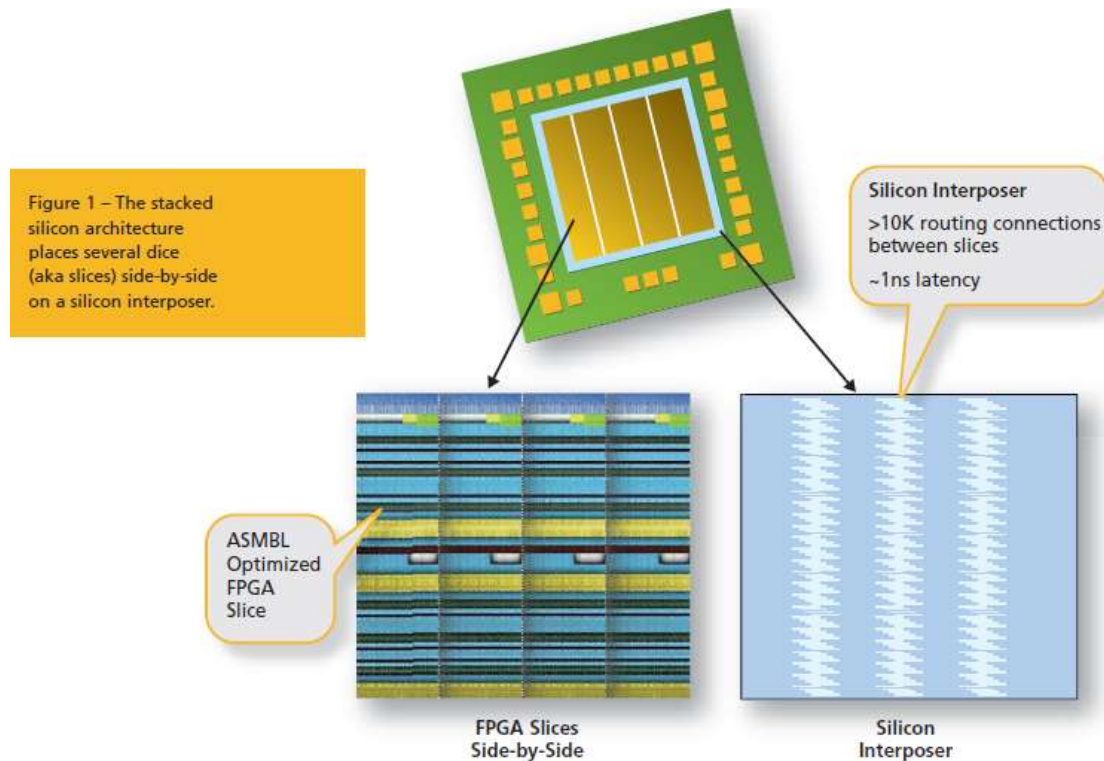 Figure 1 – The stacked
silicon architecture
places several dice
(aka slices) side-by-side
on a silicon interposer.
Silicon Interposer
>10K routing connections
between slices
~1ns latency
ASMBL
Optimized
FPGA
Slice
FPGA Slices
Side-by-Side
Silicon
Interposer